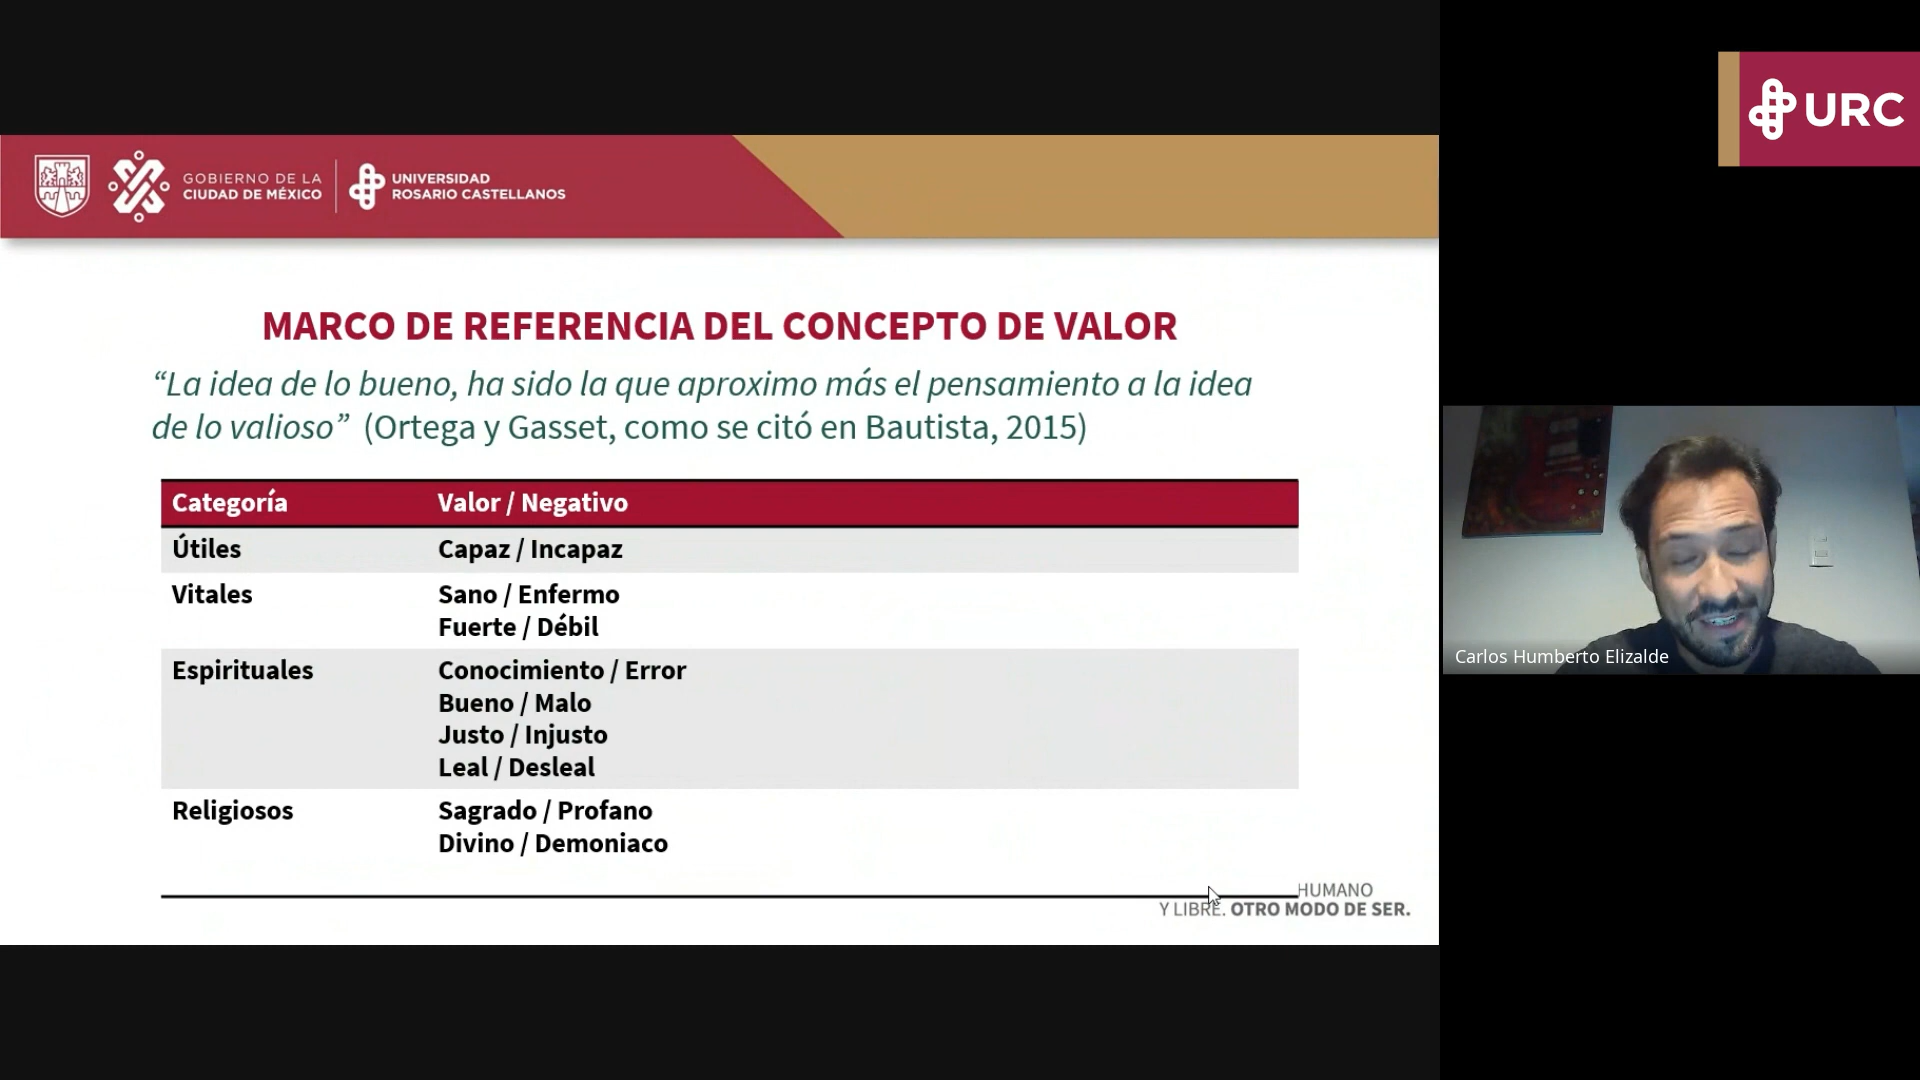 GOBIERNO DE LA
CIUDAD DE MÉXICO
UNIVERSIDAD
ROSARIO CASTELLANOS
URC
MARCO DE REFERENCIA DEL CONCEPTO DE VALOR
“La idea de lo bueno, ha sido la que aproximo más el pensamiento a la idea
de lo valioso” (Ortega y Gasset, como se citó en Bautista, 2015)
Categoría Valor / Negativo
Útiles Capaz / Incapaz
Vitales Sano / Enfermo
Fuerte / Débil
Espirituales Conocimiento / Error
Bueno / Malo
Justo / Injusto
Leal / Desleal
Religiosos Sagrado / Profano
Divino / Demoniaco
HUMANO
Y LIBRE. OTRO MODO DE SER.
Carlos Humberto Elizalde